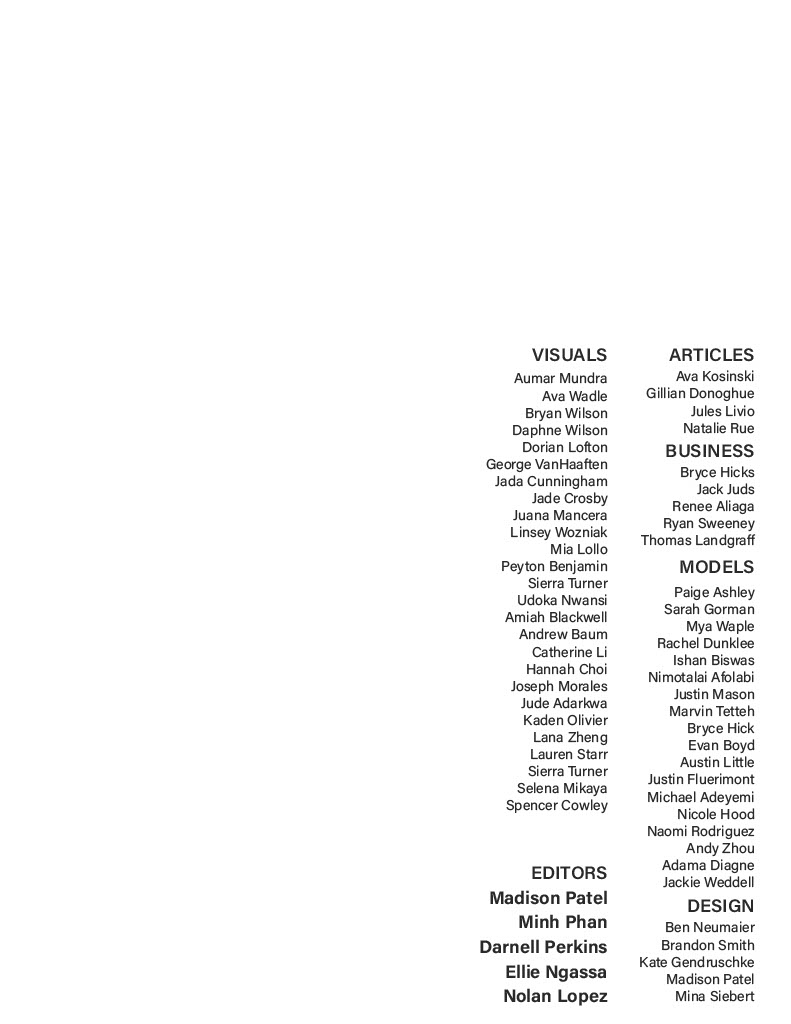 VISUALS
Aumar Mundra
Ava Wadle
Bryan Wilson
Daphne Wilson
Dorian Lofton
George VanHaaften
Jada Cunningham
Jade Crosby
Juana Mancera
Linsey Wozniak
Mia Lollo
Peyton Benjamin
Sierra Turner
Udoka Nwansi
Amiah Blackwell
Andrew Baum
Catherine Li
Hannah Choi
Joseph Morales
Jude Adarkwa
Kaden Olivier
Lana Zheng
Lauren Starr
Sierra Turner
Selena Mikaya
Spencer Cowley
EDITORS
Madison Patel
Minh Phan
Darnell Perkins
Ellie Ngassa
Nolan Lopez
ARTICLES
Ava Kosinski
Gillian Donoghue
Jules Livio
Natalie Rue
BUSINESS
Bryce Hicks
Jack Juds
Renee Aliaga
Ryan Sweeney
Thomas Landgraff
MODELS
Paige Ashley
Sarah Gorman
Mya Waple
Rachel Dunklee
Ishan Biswas
Nimotalai Afolabi
Justin Mason
Marvin Tetteh
Bryce Hick
Evan Boyd
Austin Little
Justin Fluerimont
Michael Adeyemi
Nicole Hood
Naomi Rodriguez
Andy Zhou
Adama Diagne
Jackie Weddell
DESIGN
Ben Neumaier
Brandon Smith
Kate Gendruschke
Madison Patel
Mina Siebert